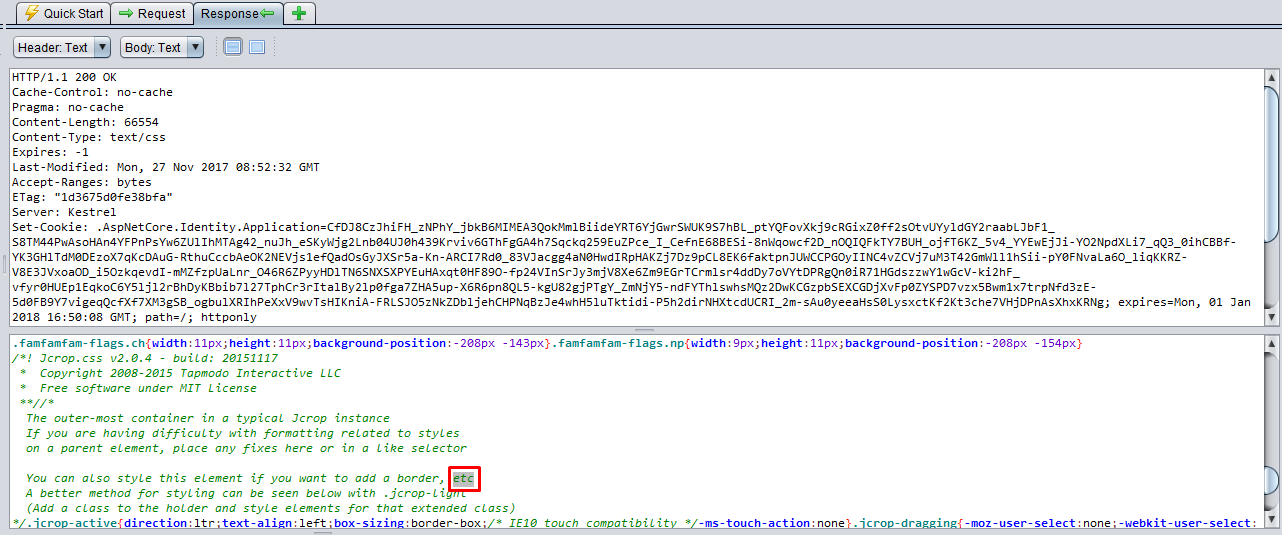 Quick Start Request Response
Header: Text Body: Text
HTTP/1.1 200 OK
Cache-Control: no-cache
Pragma: no-cache
Content-Length: 66554
Content-Type: text/css
Expires: -1
Last-Modified: Mon, 27 Nov 2017 08:52:32 GMT
Accept-Ranges: bytes
ETag: "1d3675d0fe38bfa"
Server: Kestrel
Set-Cookie: .AspNetCore.Identity.Application=CfDJ8CzJhiFH_zNPhY_jbkB6MIMEA3QokMmlBiideYRT6YjGwrSWUK9S7hBL_ptYQFovXkj9cRGixZ0ff2sOtvUYyldGY2raabLJbF1_
S8TM44PwAsoHAn4YFPnPsYw6ZUlIhMTAg42_nuJh_eSKyWjg2Lnb04UJ0h439Krviv6GThFgGA4h7Sqckq259EuZPce_I_CefnE68BESi-8nWqowcf2D_nOQIQFkTY7BUH_ojfT6KZ_5v4_YYEwEjJi-YO2NpdXLi7_qQ3_0ihCBBf-
YK3GHlTdM0DEzoX7qKcDAuG-RthuCccbAeOK2NEVjs1efQadOsGyJXSr5a-Kn-ARCI7Rd0_83VJacgg4aN0HwdIRpHAKZj7Dz9pCL8EK6faktpnJUWCCPGOyIINC4vZCVj7uM3T42GmWll1hSii-pY0FNvaLa6O_liqKKRZ-
V8E3JVxoaOD_i5OzkqevdI-mMZfzpUaLnr_O46R6ZPyyHDlTN6SNXSXPYEuHAxqt0HF89O-fp24VInSrJy3mjV8Xe6Zm9EGrTCrmlsr4ddDy7oVYtDPRgQn0iR71HGdszzwY1wGcV-ki2hF_
vfyr0HUEp1EqkoC6Y5ljl2rBhDyKBbib7l27TphCr3rItalBy2lp0fga7ZHA5up-X6R6pn8QL5-kgU82gjPTgY_ZmNjY5-ndFYThlswhsMQz2DwKCGzpbSEXCGDjXvFp0ZYSPD7vzx5Bwm1x7trpNfd3zE-
5d0FB9Y7vigeqQcfXf7XM3gSB_ogbulXRIhPeXxV9wvTsHIKniA-FRLSJO5zNkZDbljehCHPNqBzJe4whH5luTktidi-P5h2dirNHXtcdUCRI_2m-sAu0yeeaHsS0LysxctKf2Kt3che7VHjDPnAsXhxKRNg; expires=Mon, 01 Jan
2018 16:50:08 GMT; path=/; httponly
.famfamfam-flags.ch{width:11px;height:11px;background-position:-208px -143px}.famfamfam-flags.np{width:9px;height:11px;background-position:-208px -154px}
/*! Jcrop.css v2.0.4 - build: 20151117
 *  Copyright 2008-2015 Tapmodo Interactive LLC
 *  Free software under MIT License
 **//*
  The outer-most container in a typical Jcrop instance
  If you are having difficulty with formatting related to styles
  on a parent element, place any fixes here or in a like selector
  You can also style this element if you want to add a border, etc
  A better method for styling can be seen below with .jcrop-light
  (Add a class to the holder and style elements for that extended class)
*/.jcrop-active{direction:ltr;text-align:left;box-sizing:border-box;/* IE10 touch compatibility */-ms-touch-action:none}.jcrop-dragging{-moz-user-select:none;-webkit-user-select: